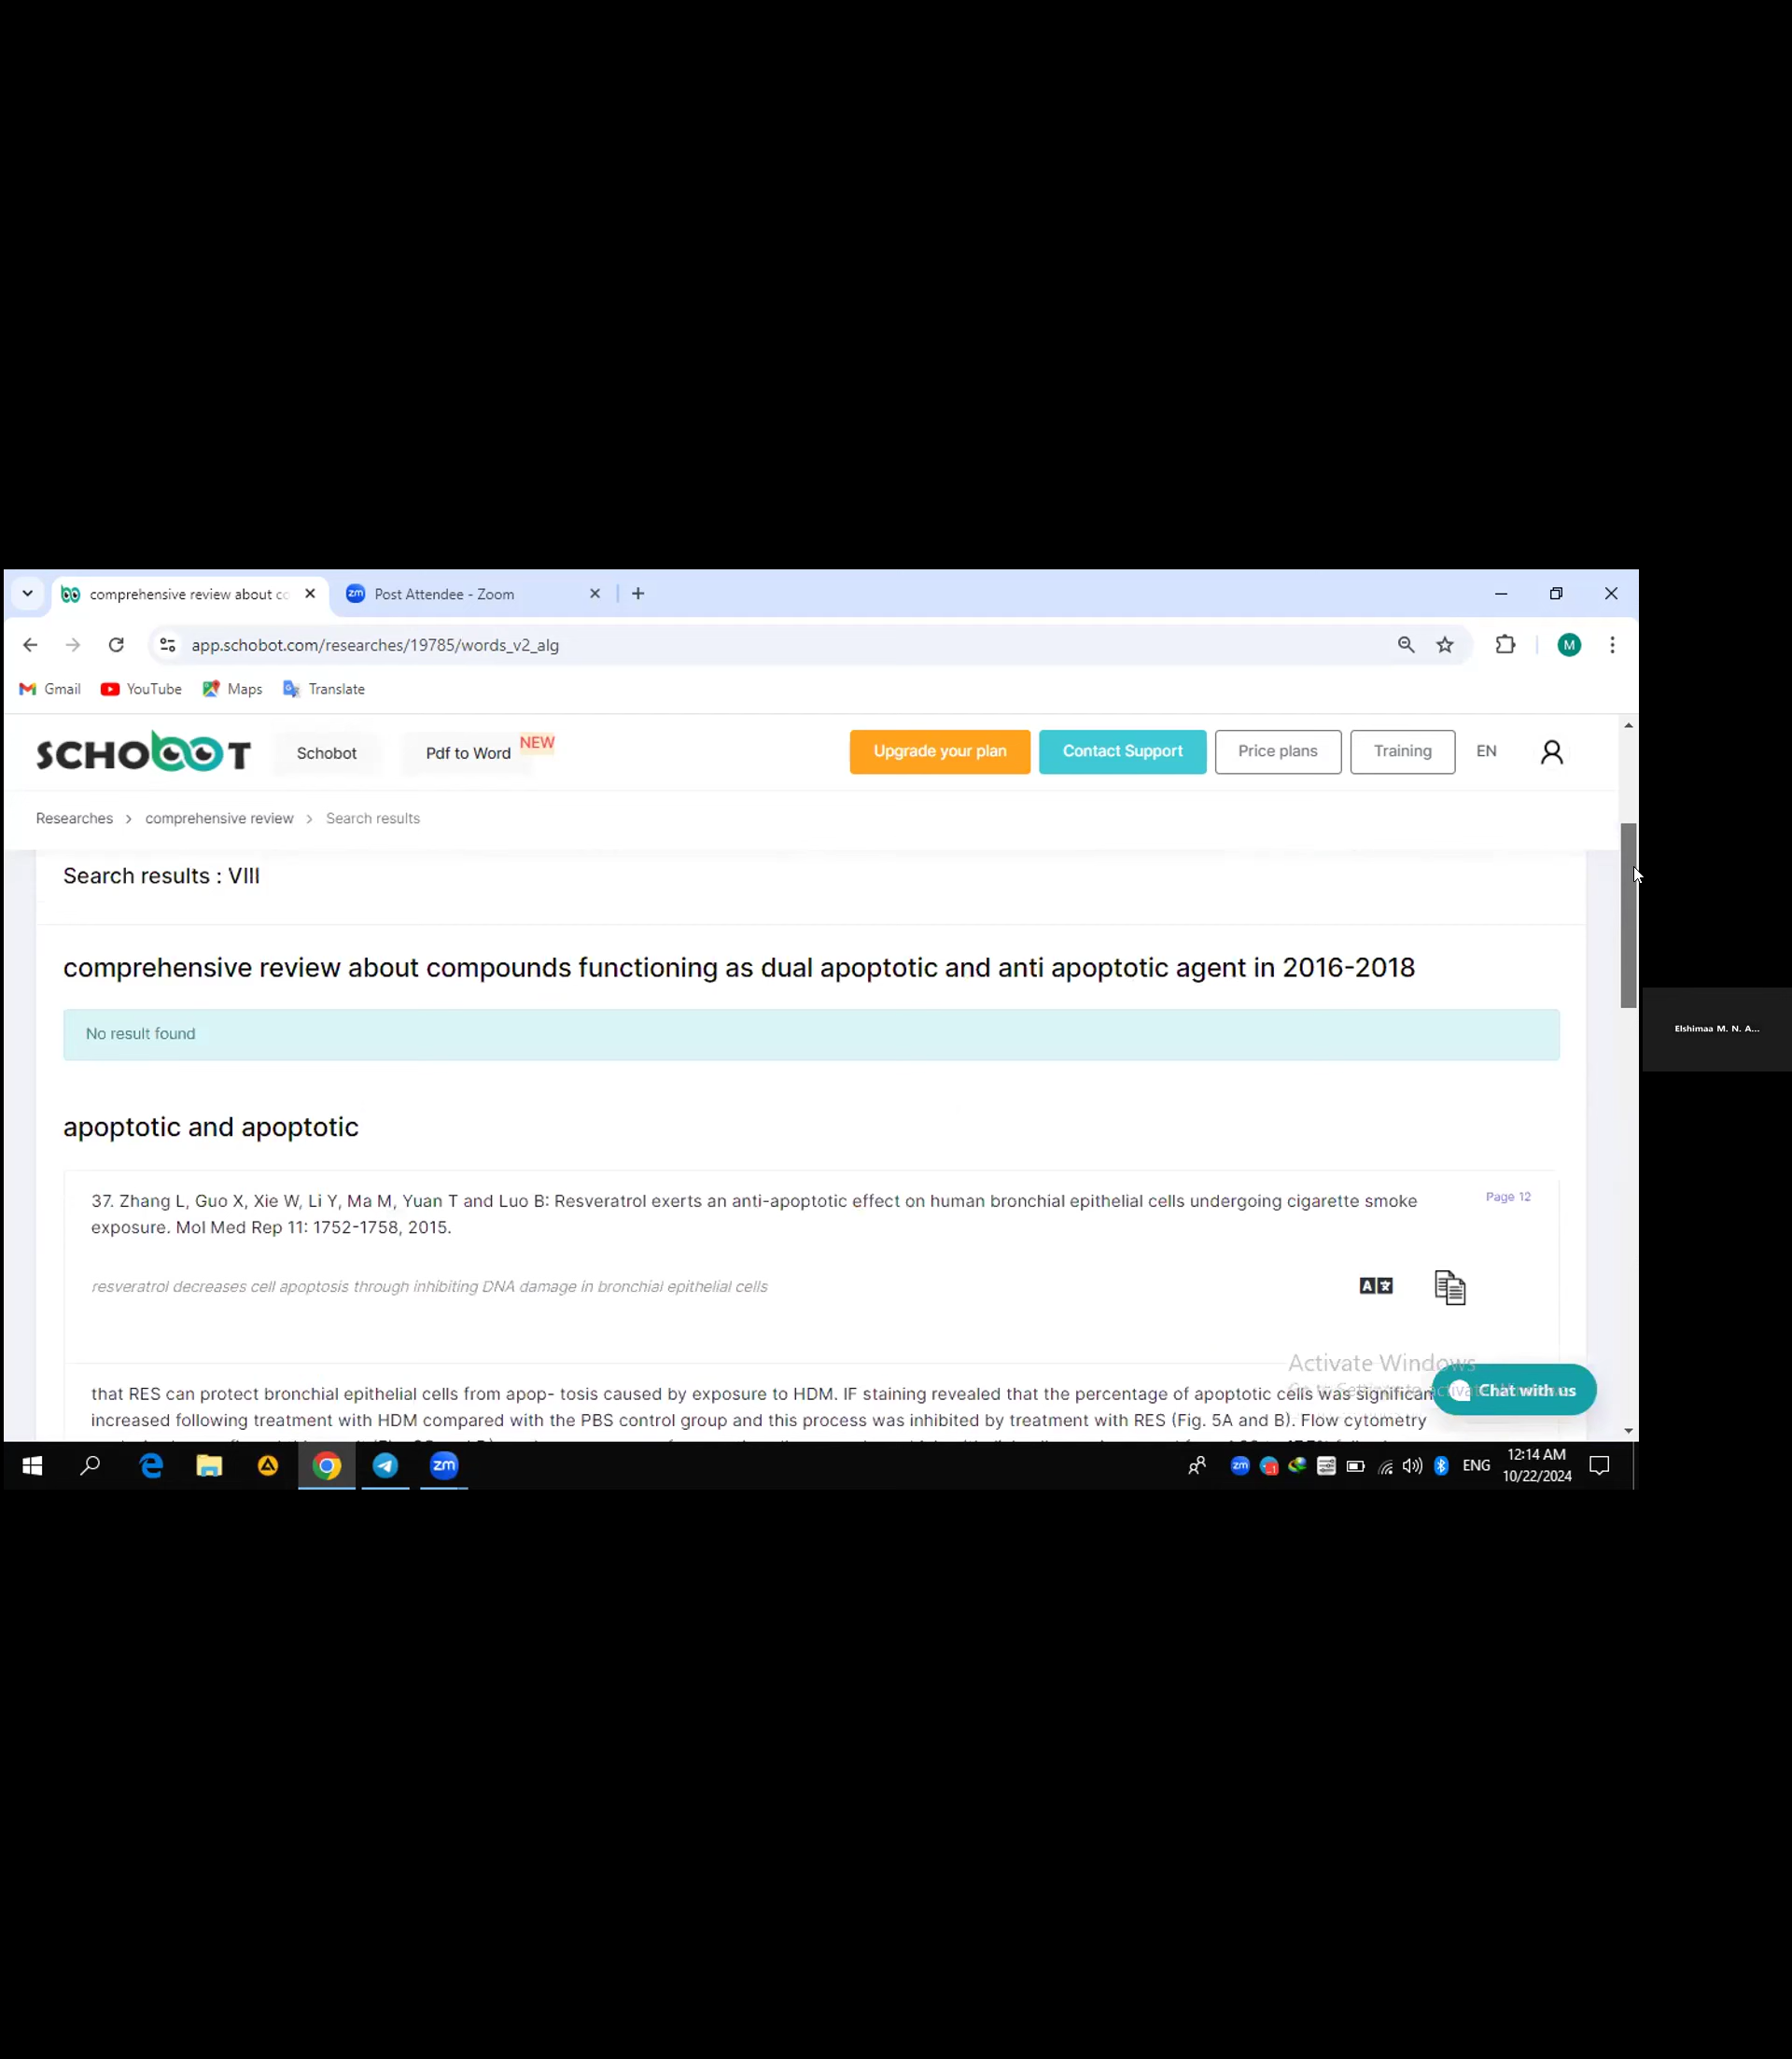 comprehensive review about co
zm Post Attendee - Zoom
app.schobot.com/researches/19785/words_v2_alg
M
Gmail YouTube Maps Translate
SCHOBOT Schobot Pdf to Word NEW Upgrade your plan Contact Support Price plans Training EN
Researches > comprehensive review > Search results
Search results : VIII
comprehensive review about compounds functioning as dual apoptotic and anti apoptotic agent in 2016-2018
No result found
Elshimaa M. N. A...
apoptotic and apoptotic
37. Zhang L, Guo X, Xie W, Li Y, Ma M, Yuan T and Luo B: Resveratrol exerts an anti-apoptotic effect on human bronchial epithelial cells undergoing cigarette smoke
exposure. Mol Med Rep 11: 1752-1758, 2015.
Page 12
resveratrol decreases cell apoptosis through inhibiting DNA damage in bronchial epithelial cells
Activate Windows
Chat with us
that RES can protect bronchial epithelial cells from apop- tosis caused by exposure to HDM. IF staining revealed that the percentage of apoptotic cells was significan
increased following treatment with HDM compared with the PBS control group and this process was inhibited by treatment with RES (Fig. 5A and B). Flow cytometry
zm zm ENG 12:14 AM
10/22/2024